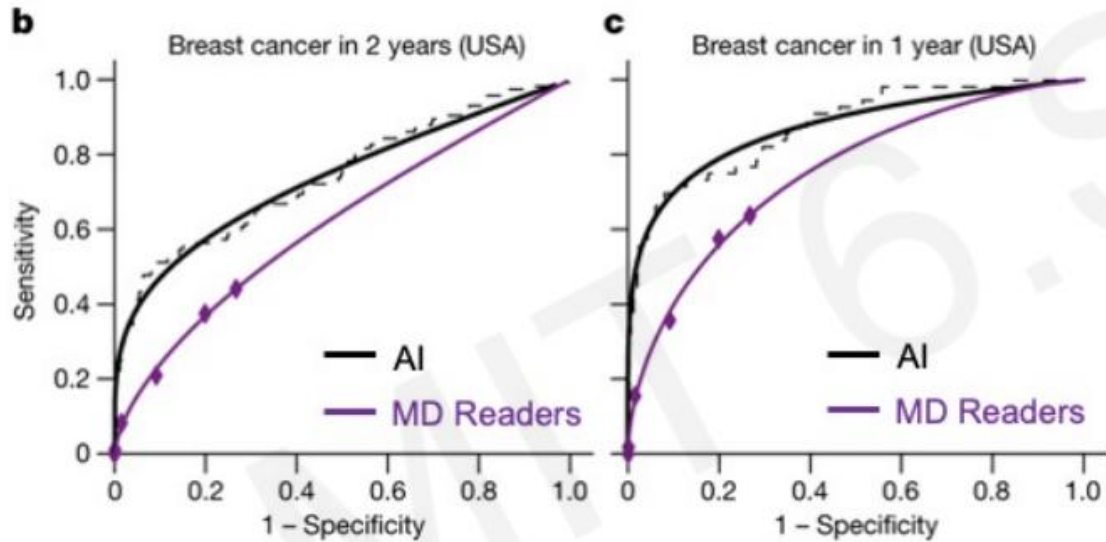 b
Breast cancer in 2 years (USA)
1.0
0.8
0.6
0.4
0.2
0
Sensitivity
AI
MD Readers
0 0.2 0.4 0.6 0.8 1.0
1 – Specificity
c
Breast cancer in 1 year (USA)
AI
MD Readers
0 0.2 0.4 0.6 0.8 1.0
1 – Specificity
MIT 6.S